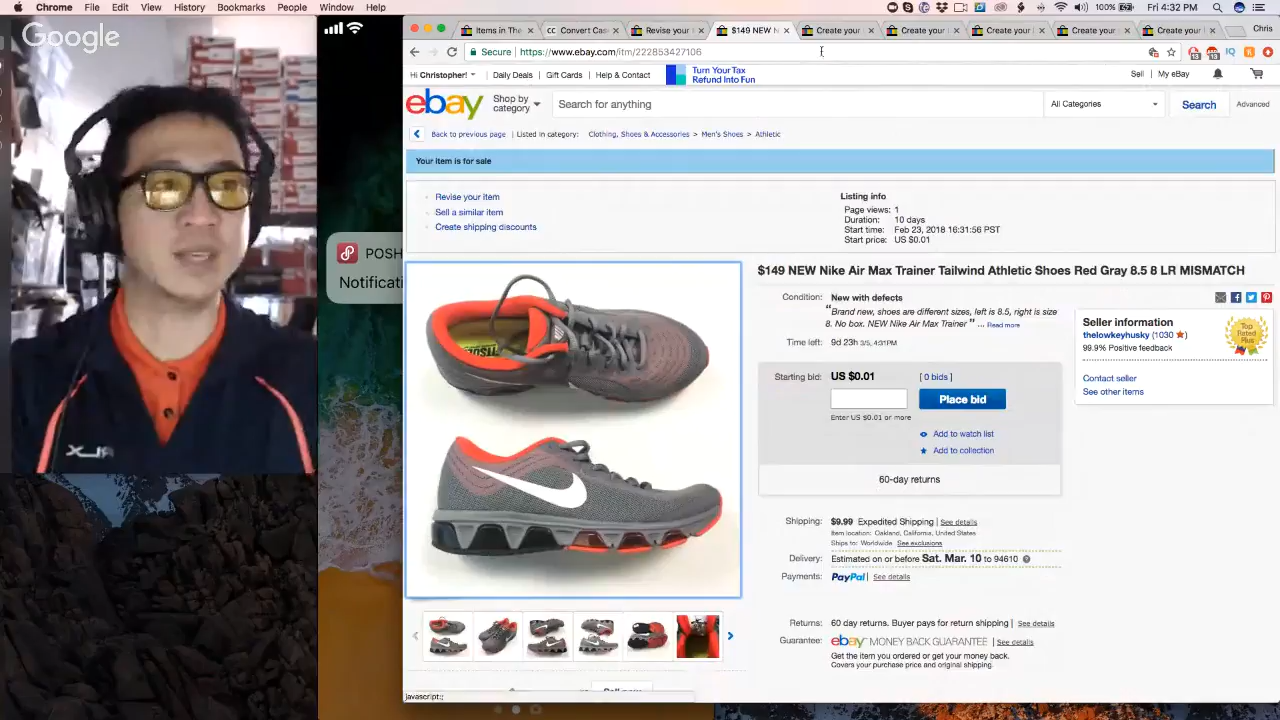 Chrome File Edit View History Bookmarks People Window Help
100% Fri 4:32 PM
Google
Items in The
Convert Cas
Revise your
$149 NEW
Create your
Create your
Create your
Create your
Create your
Chris
Secure https://www.ebay.com/itm/222853427106
Hi Christopher! Daily Deals Gift Cards Help & Contact
Turn Your Tax
Refund Into Fun
Sell My eBay
ebay
Shop by
category
Search for anything
All Categories
Search
Advanced
Back to previous page | Listed in category: Clothing, Shoes & Accessories > Men's Shoes > Athletic
Your item is for sale
Revise your item
Sell a similar item
Create shipping discounts
Listing info
Page views: 1
Duration: 10 days
Start time: Feb 23, 2018 16:31:56 PST
Start price: US $0.01
POSH
Notificati
$149 NEW Nike Air Max Trainer Tailwind Athletic Shoes Red Gray 8.5 8 LR MISMATCH
Condition: New with defects
"Brand new, shoes are different sizes, left is 8.5, right is size
8. No box. NEW Nike Air Max Trainer " ... Read more
Time left: 9d 23h 3/5, 4:31PM
Starting bid: US $0.01 [ 0 bids ]
Place bid
Enter US $0.01 or more
Add to watch list
Add to collection
60-day returns
Seller information
thelowkeyhusky (1030 ★)
99.9% Positive feedback
Top
Rated
Plus
Contact seller
See other items
Shipping: $9.99 Expedited Shipping | See details
Item location: Oakland, California, United States
Ships to: Worldwide See exclusions
Delivery: Estimated on or before Sat. Mar. 10 to 94610
Payments: PayPal | See details
Returns: 60 day returns. Buyer pays for return shipping | See details
Guarantee: ebay MONEY BACK GUARANTEE | See details
Get the item you ordered or get your money back.
Covers your purchase price and original shipping.
javascript:;